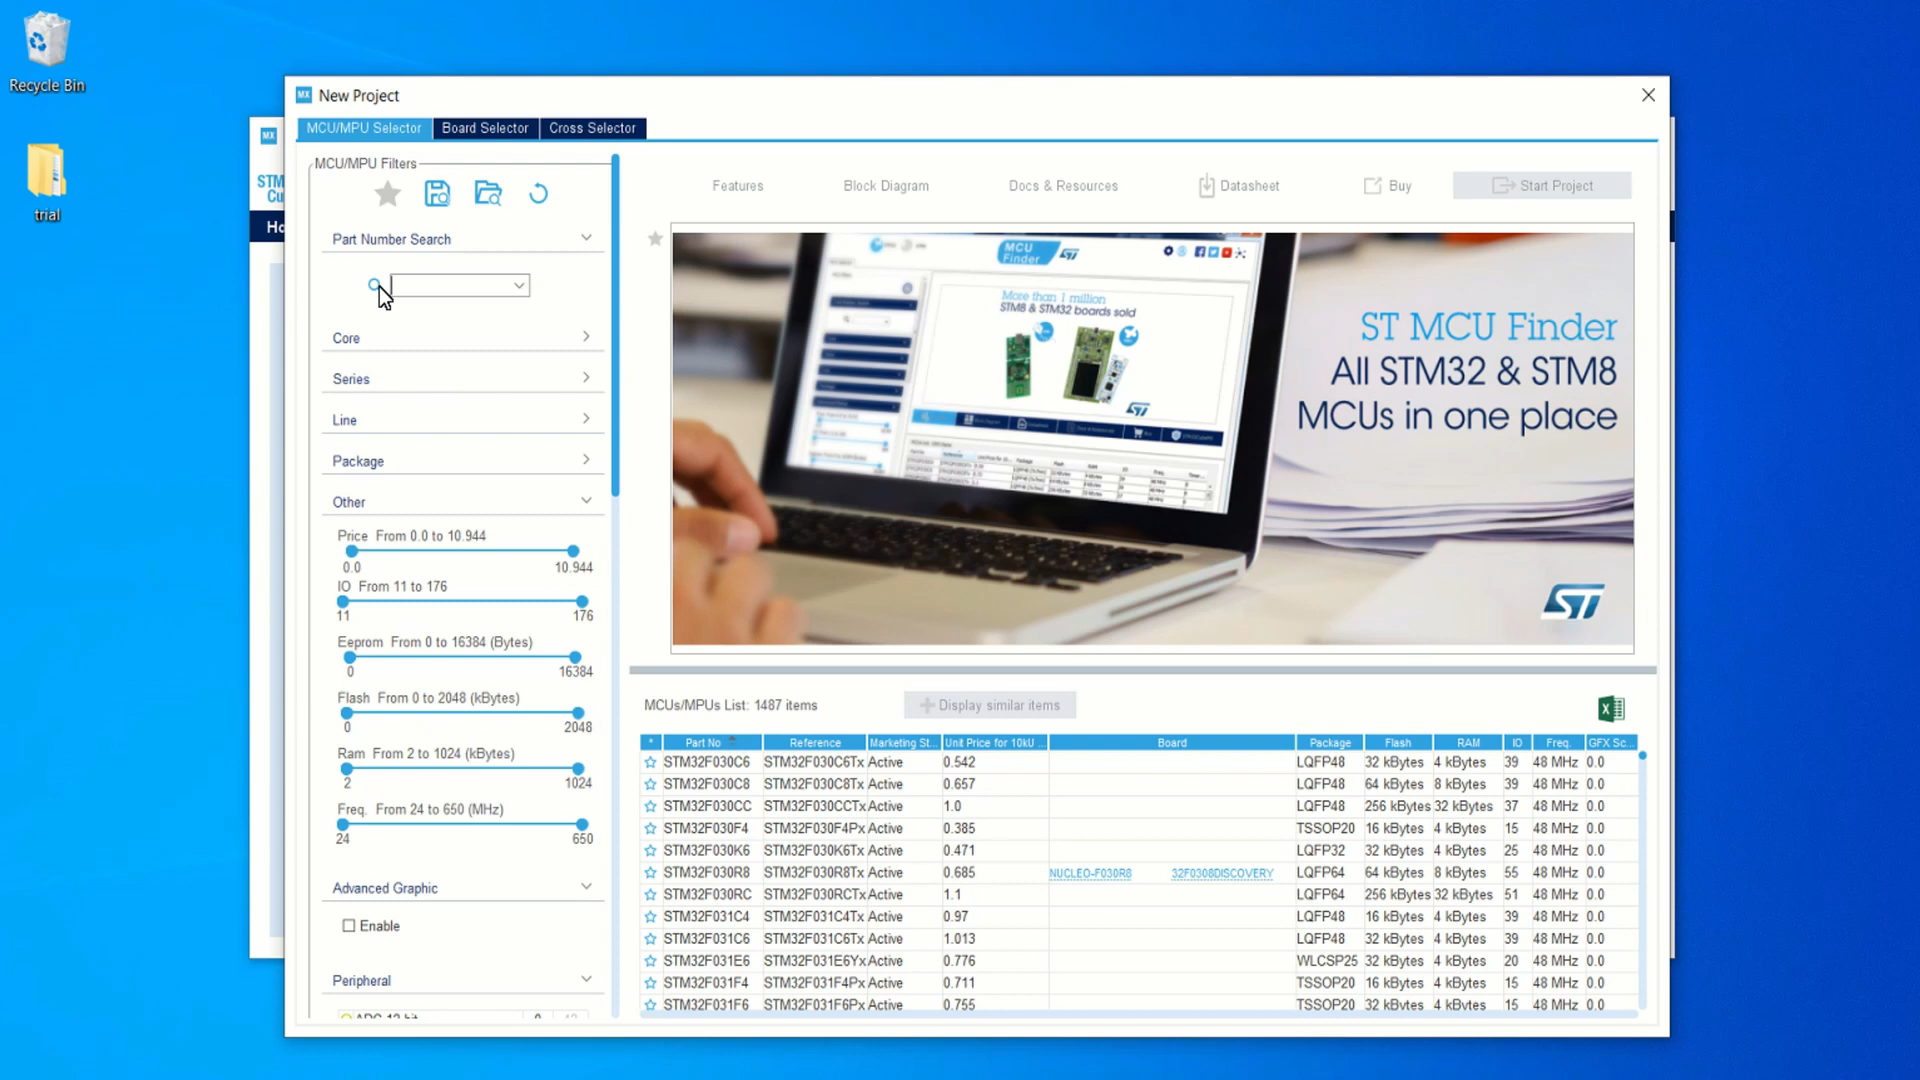 Recycle Bin
trial
MX
STM
Cu
Ho
MX New Project
MCU/MPU Selector Board Selector Cross Selector
MCU/MPU Filters
Part Number Search
Core
Series
Line
Package
Other
Price From 0.0 to 10.944
0.0 10.944
IO From 11 to 176
11 176
Eeprom From 0 to 16384 (Bytes)
0 16384
Flash From 0 to 2048 (kBytes)
0 2048
Ram From 2 to 1024 (kBytes)
2 1024
Freq. From 24 to 650 (MHz)
24 650
Advanced Graphic
Enable
Peripheral
Features Block Diagram Docs & Resources Datasheet Buy Start Project
MCU
Finder
More than 1 million
STM8 & STM32 boards sold
ST MCU Finder
All STM32 & STM8
MCUs in one place
ST
MCUs/MPUs List: 1487 items Display similar items
* Part No Reference Marketing St... Unit Price for 10kU ... Board Package Flash RAM IO Freq. GFX Sc...
STM32F030C6 STM32F030C6Tx Active 0.542 LQFP48 32 kBytes 4 kBytes 39 48 MHz 0.0
STM32F030C8 STM32F030C8Tx Active 0.657 LQFP48 64 kBytes 8 kBytes 39 48 MHz 0.0
STM32F030CC STM32F030CCTx Active 1.0 LQFP48 256 kBytes 32 kBytes 37 48 MHz 0.0
STM32F030F4 STM32F030F4Px Active 0.385 TSSOP20 16 kBytes 4 kBytes 15 48 MHz 0.0
STM32F030K6 STM32F030K6Tx Active 0.471 LQFP32 32 kBytes 4 kBytes 25 48 MHz 0.0
STM32F030R8 STM32F030R8Tx Active 0.685 NUCLEO-F030R8 32F0308DISCOVERY LQFP64 64 kBytes 8 kBytes 55 48 MHz 0.0
STM32F030RC STM32F030RCTx Active 1.1 LQFP64 256 kBytes 32 kBytes 51 48 MHz 0.0
STM32F031C4 STM32F031C4Tx Active 0.97 LQFP48 16 kBytes 4 kBytes 39 48 MHz 0.0
STM32F031C6 STM32F031C6Tx Active 1.013 LQFP48 32 kBytes 4 kBytes 39 48 MHz 0.0
STM32F031E6 STM32F031E6Yx Active 0.776 WLCSP25 32 kBytes 4 kBytes 20 48 MHz 0.0
STM32F031F4 STM32F031F4Px Active 0.711 TSSOP20 16 kBytes 4 kBytes 15 48 MHz 0.0
STM32F031F6 STM32F031F6Px Active 0.755 TSSOP20 32 kBytes 4 kBytes 15 48 MHz 0.0